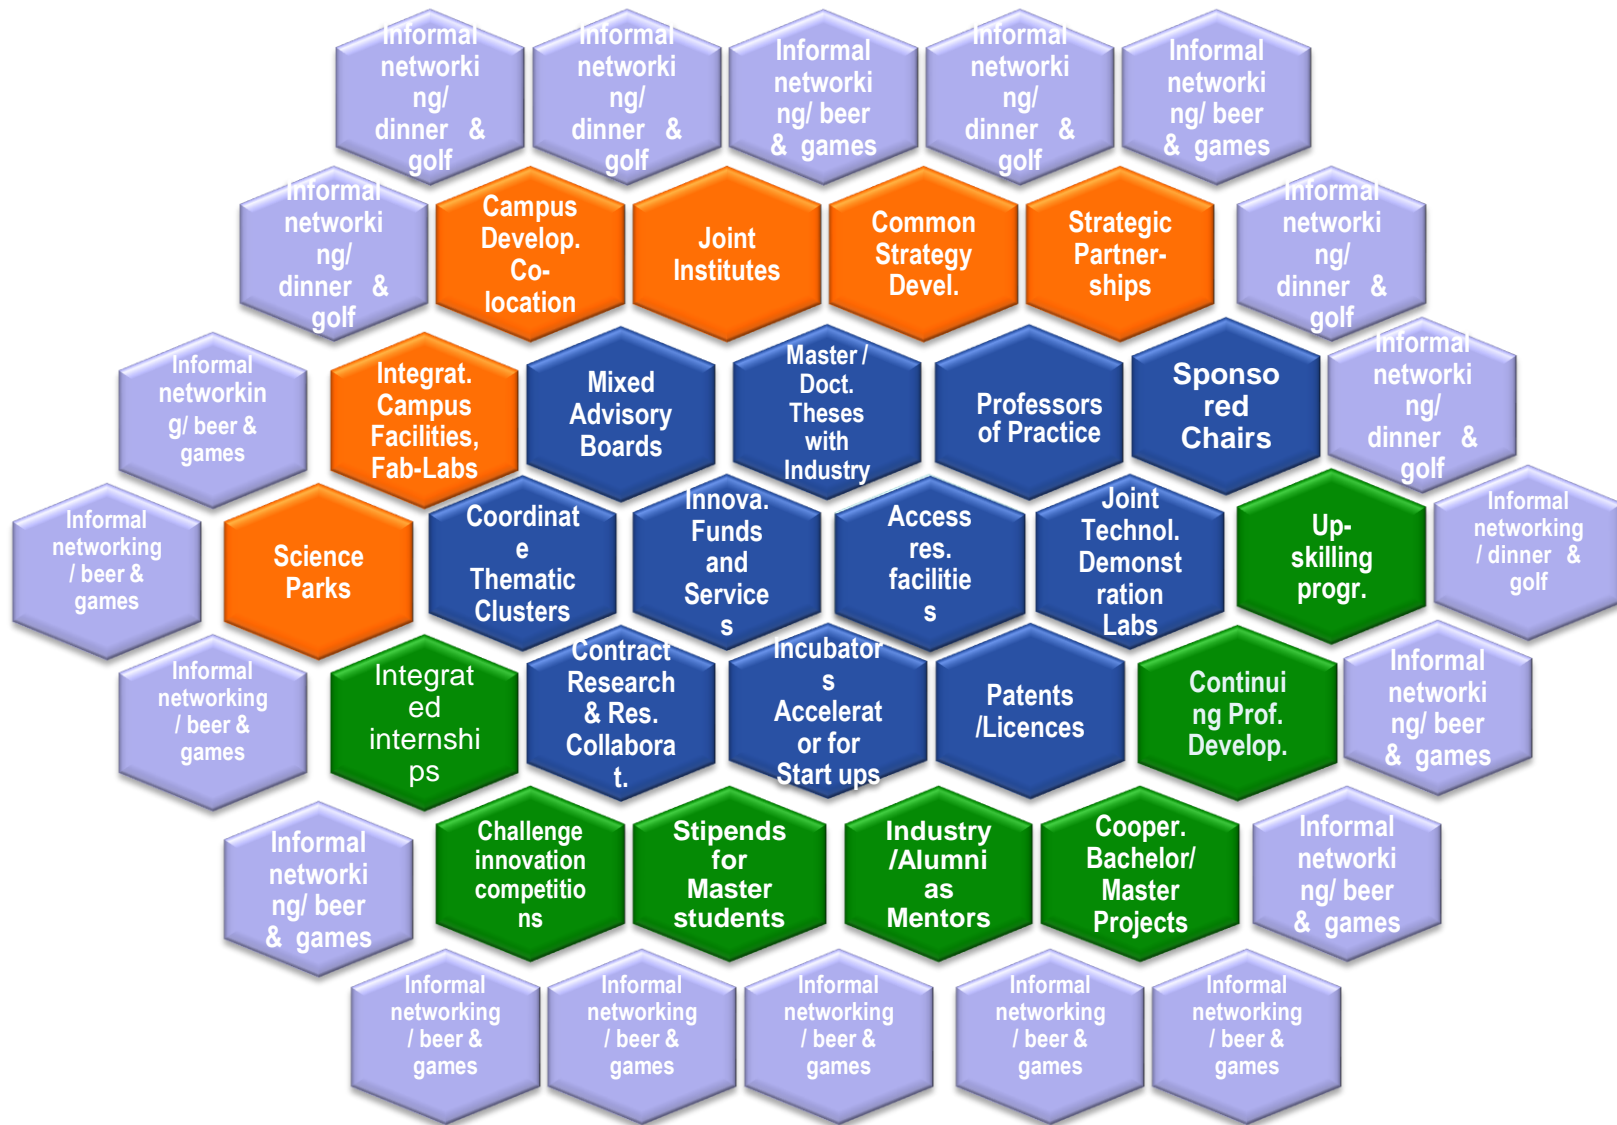 Informal
networki
ng/
dinner & 
golf
Informal
networki
ng/
dinner &
golf
Informal
networki
ng/ beer
& games
Informal
networki
ng/
dinner &
golf
Informal
networki
ng/ beer
& games
Informal
networki
ng/
dinner &
golf
Campus
Develop.
Co-
location
Joint
Institutes
Common
Strategy
Devel.
Strategic
Partner-
ships
Informal
networki
ng/
dinner &
golf
Informal
networkin
g/ beer &
games
Integrat.
Campus
Facilities,
Fab-Labs
Mixed
Advisory
Boards
Master /
Doct.
Theses
with
Industry
Professors
of Practice
Sponso
red
Chairs
Informal
networki
ng/
dinner &
golf
Informal
networking
/ beer &
games
Science
Parks
Coordinat
e
Thematic
Clusters
Innova.
Funds
and
Service
s
Access
res.
facilitie
s
Joint
Technol.
Demonst
ration
Labs
Up-
skilling
progr.
Informal
networking
/ dinner &
golf
Informal
networking
/ beer &
games
Integrat
ed
internshi
ps
Contract
Research
& Res.
Collabora
t.
Incubator
s
Accelerat
or for
Start ups
Patents
/Licences
Continui
ng Prof.
Develop.
Informal
networki
ng/ beer
& games
Informal
networki
ng/ beer
& games
Challenge
innovation
competitio
ns
Stipends
for
Master
students
Industry
/Alumni
as
Mentors
Cooper.
Bachelor/
Master
Projects
Informal
networki
ng/ beer
& games
Informal
networking
/ beer &
games
Informal
networking
/ beer &
games
Informal
networking
/ beer &
games
Informal
networking
/ beer &
games
Informal
networking
/ beer &
games